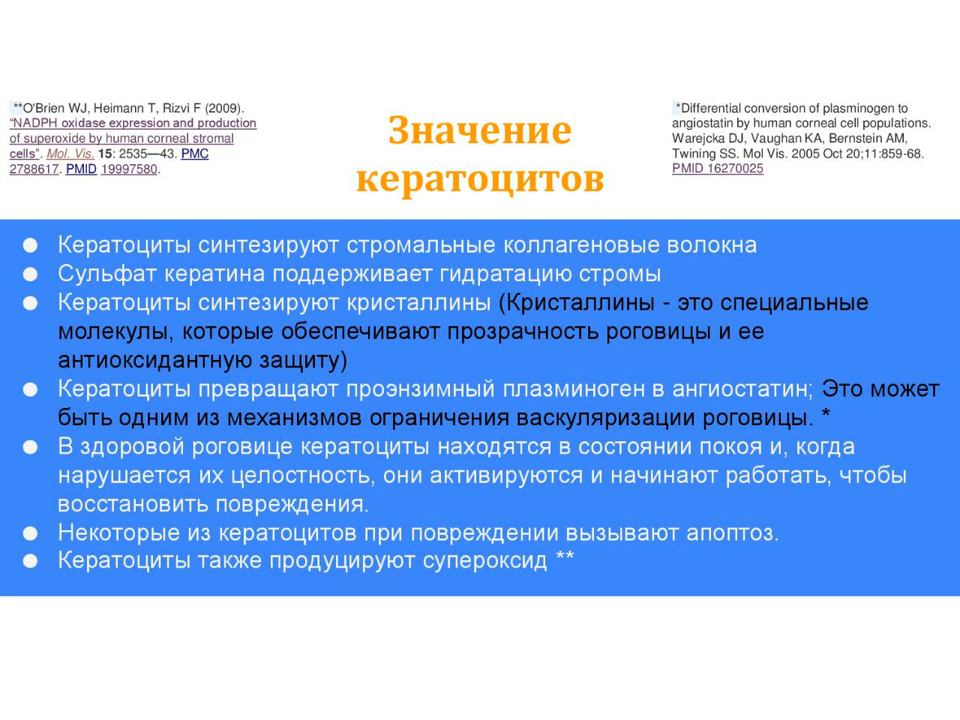 **O'Brien WJ, Heimann T, Rizvi F (2009).
“NADPH oxidase expression and production
of superoxide by human corneal stromal
cells”. Mol. Vis. 15: 2535—43. PMC
2788617. PMID 19997580.
Значение
кератоцитов
*Differential conversion of plasminogen to
angiostatin by human corneal cell populations.
Warejcka DJ, Vaughan KA, Bernstein AM,
Twining SS. Mol Vis. 2005 Oct 20;11:859-68.
PMID 16270025
● Кератоциты синтезируют стромальные коллагеновые волокна
● Сульфат кератина поддерживает гидратацию стромы
● Кератоциты синтезируют кристаллины (Кристаллины - это специальные
молекулы, которые обеспечивают прозрачность роговицы и ее
антиоксидантную защиту)
● Кератоциты превращают проэнзимный плазминоген в ангиостатин; Это может
быть одним из механизмов ограничения васкуляризации роговицы. *
● В здоровой роговице кератоциты находятся в состоянии покоя и, когда
нарушается их целостность, они активируются и начинают работать, чтобы
восстановить повреждения.
● Некоторые из кератоцитов при повреждении вызывают апоптоз.
● Кератоциты также продуцируют супероксид **